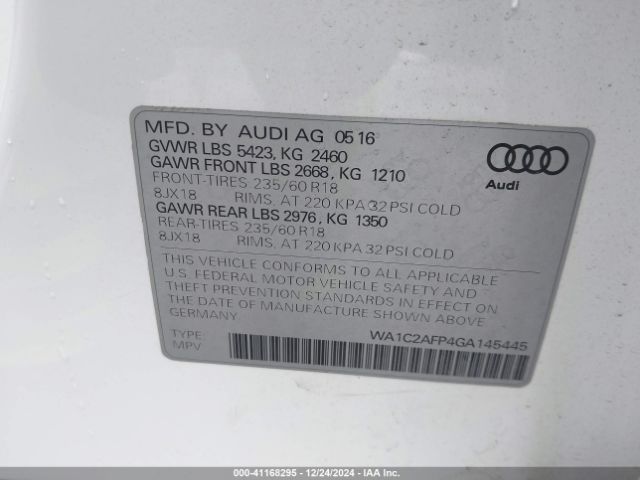 MFD. BY AUDI AG 05 16
GVWR LBS 5423, KG 2460
GAWR FRONT LBS 2668, KG 1210
FRONT-TIRES 235/60 R18
8JX18 RIMS, AT 220 KPA 32 PSI COLD
GAWR REAR LBS 2976, KG 1350
REAR-TIRES 235/60 R18
8JX18 RIMS, AT 220 KPA 32 PSI COLD
Audi
THIS VEHICLE CONFORMS TO ALL APPLICABLE
U.S. FEDERAL MOTOR VEHICLE SAFETY AND
THEFT PREVENTION STANDARDS IN EFFECT ON
THE DATE OF MANUFACTURE SHOWN ABOVE
GERMANY
TYPE:
MPV
WA1C2AFP4GA145445
000-41168295 - 12/24/2024 - IAAI.COM